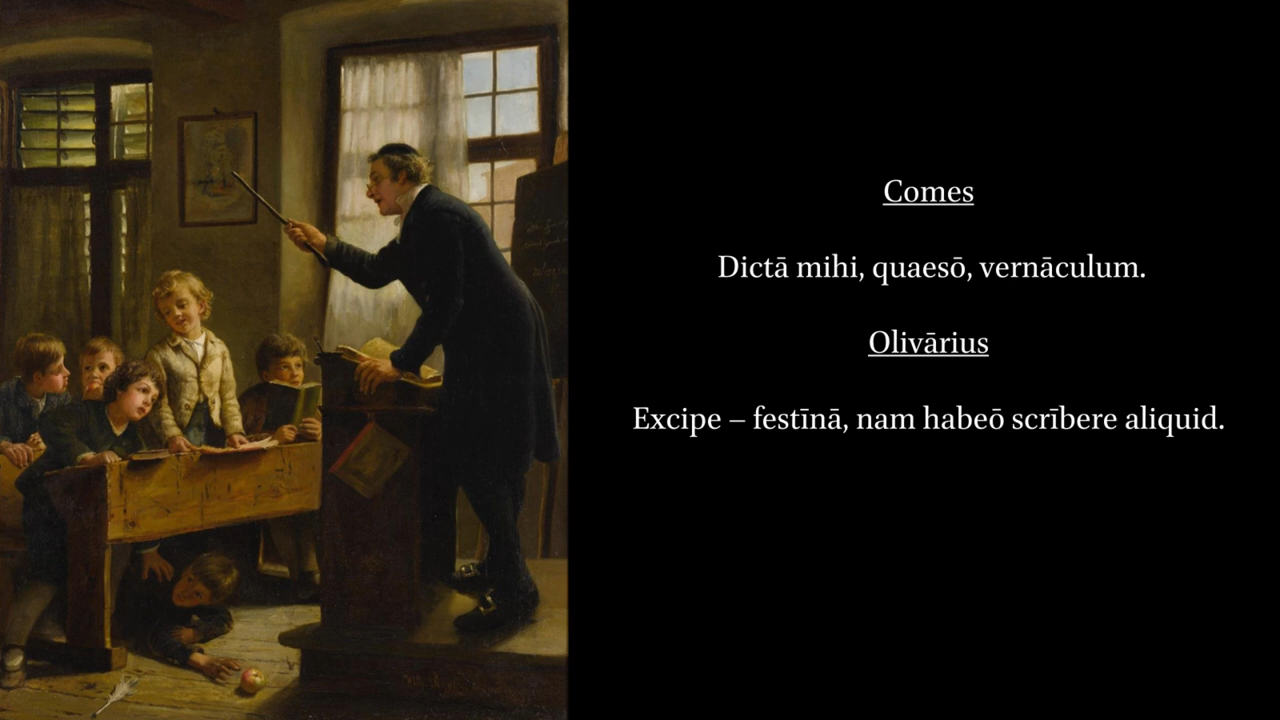 Comes
Dictā mihi, quaesō, vernāculum.
Olivārius
Excipe – festīnā, nam habeō scrībere aliquid.